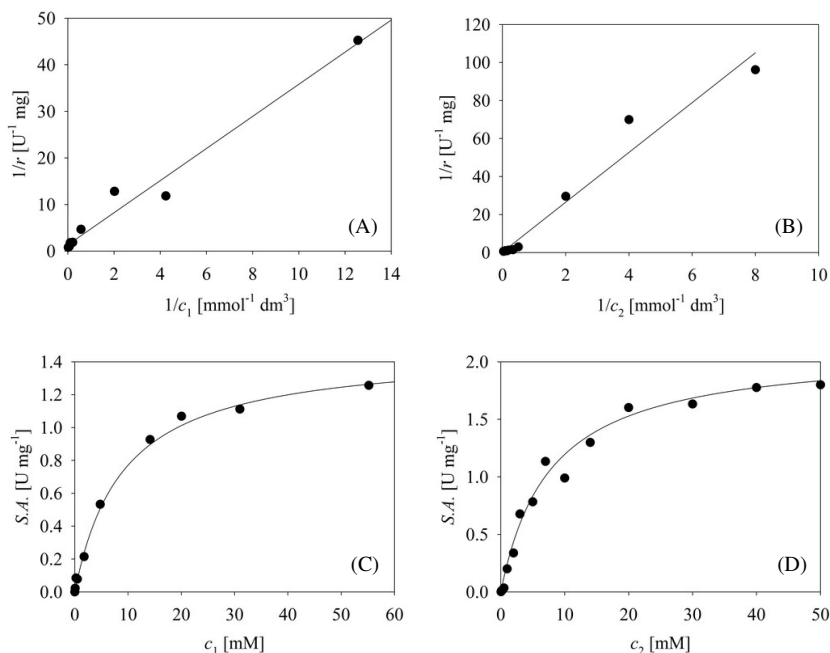 50
40
30
20
10
0
1/r [U⁻¹ mg]
0 2 4 6 8 10 12 14
1/c₁ [mmol⁻¹ dm³]
(A)
120
100
80
60
40
20
0
1/r [U⁻¹ mg]
0 2 4 6 8 10
1/c₂ [mmol⁻¹ dm³]
(B)
1.4
1.2
1.0
0.8
0.6
0.4
0.2
0.0
S.A. [U mg⁻¹]
0 10 20 30 40 50 60
c₁ [mM]
(C)
2.0
1.5
1.0
0.5
0.0
S.A. [U mg⁻¹]
0 10 20 30 40 50
c₂ [mM]
(D)